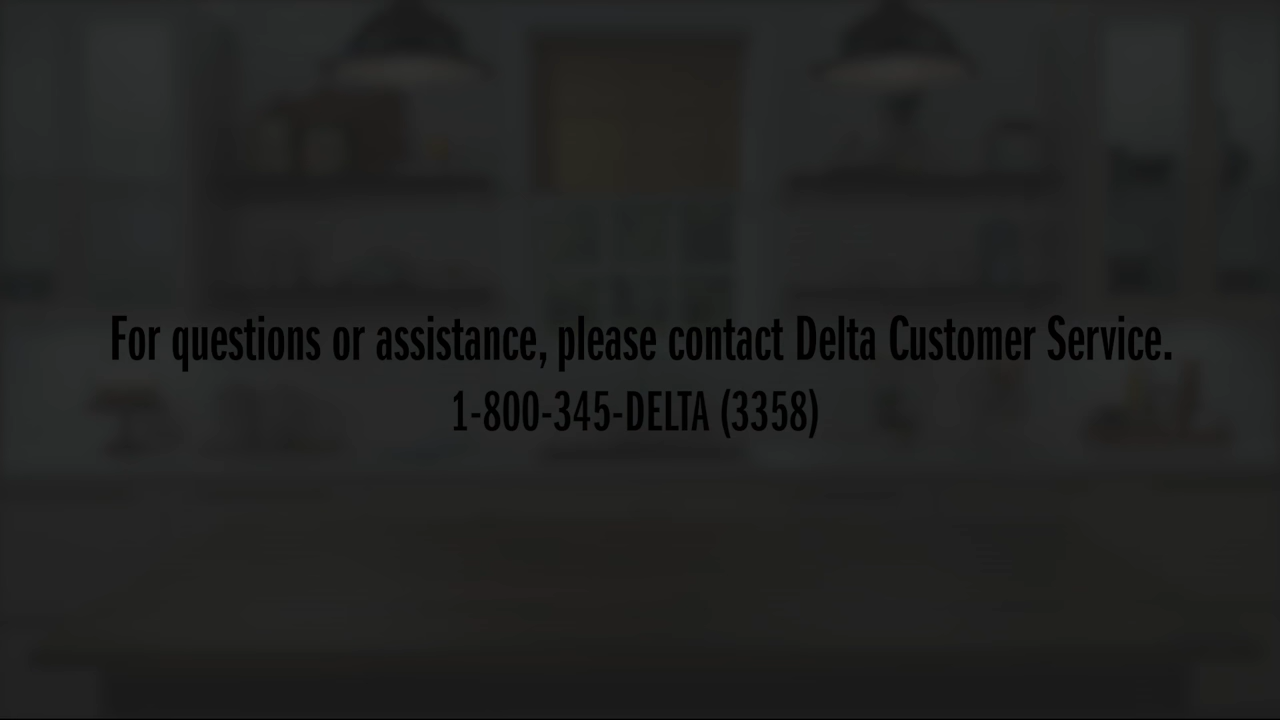 For questions or assistance, please contact Delta Customer Service.
1-800-345-DELTA (3358)